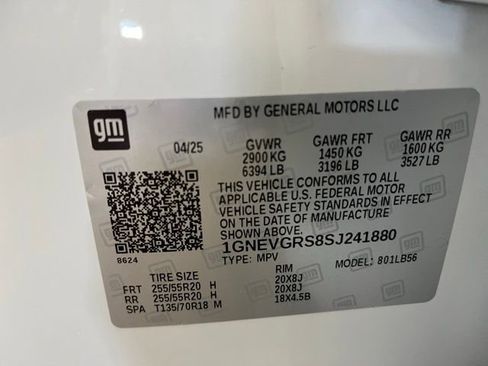 gm
MFD BY GENERAL MOTORS LLC
04/25 GVWR GAWR FRT GAWR RR
2900 KG 1450 KG 1600 KG
6394 LB 3196 LB 3527 LB
THIS VEHICLE CONFORMS TO ALL
APPLICABLE U.S. FEDERAL MOTOR
VEHICLE SAFETY STANDARDS IN EFFECT
ON THE DATE OF MANUFACTURE
SHOWN ABOVE.
1GNEVGRS8SJ241880
8624 TYPE: MPV MODEL: 801LB56
TIRE SIZE RIM
FRT 255/55R20 H 20X8J
RR 255/55R20 H 20X8J
SPA T135/70R18 M 18X4.5B